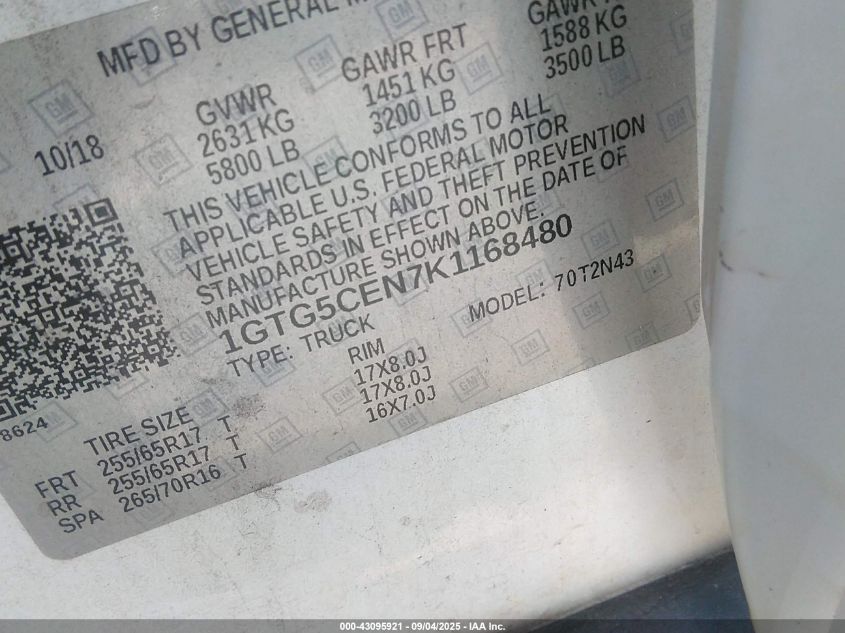 MFD BY GENERAL
10/18
GVWR
2631 KG
5800 LB
GAWR FRT
1451 KG
3200 LB
GAWR
1588 KG
3500 LB
THIS VEHICLE CONFORMS TO ALL
APPLICABLE U.S. FEDERAL MOTOR
VEHICLE SAFETY AND THEFT PREVENTION
STANDARDS IN EFFECT ON THE DATE OF
MANUFACTURE SHOWN ABOVE.
1GTG5CEN7K1168480
TYPE: TRUCK MODEL: 70T2N43
8624
TIRE SIZE RIM
FRT 255/65R17 T 17X8.0J
RR 255/65R17 T 17X8.0J
SPA 265/70R16 T 16X7.0J
GM
000-43095921 - 09/04/2025 - IAA Inc.